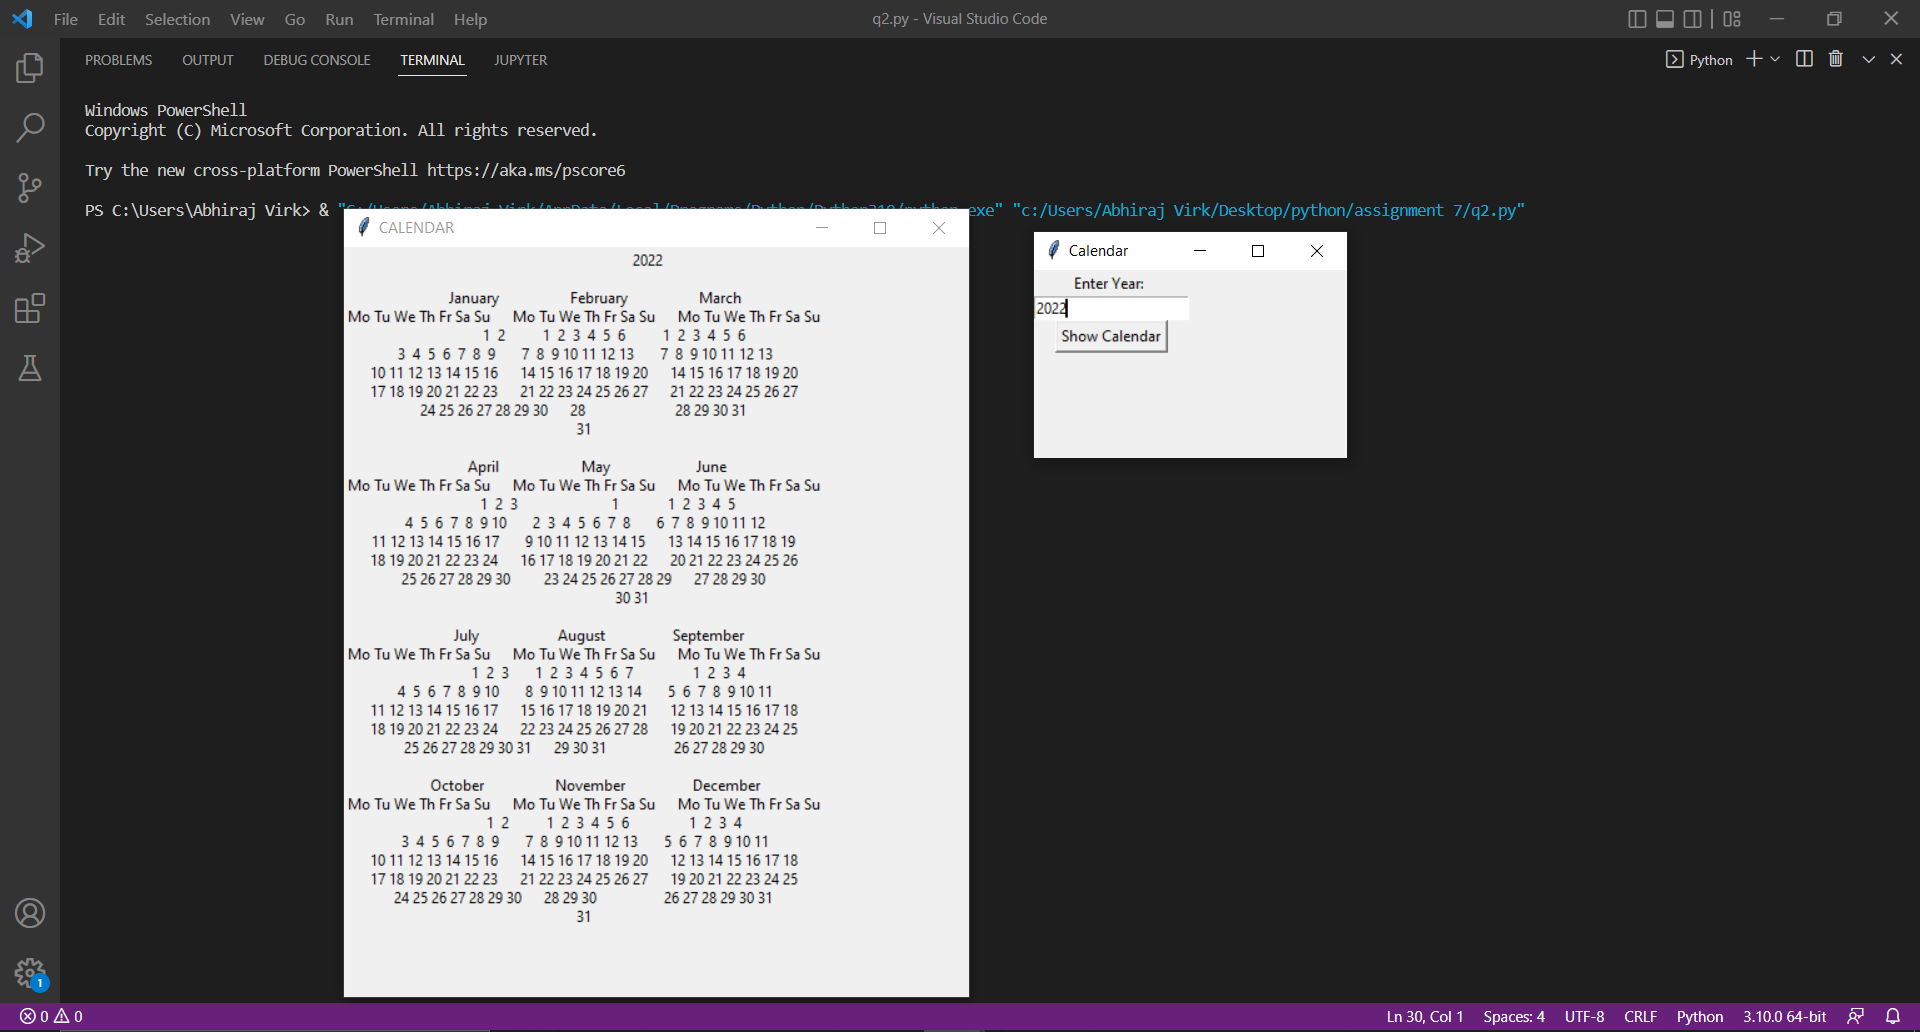 File Edit Selection View Go Run Terminal Help
q2.py - Visual Studio Code
PROBLEMS OUTPUT DEBUG CONSOLE TERMINAL JUPYTER
Python
Windows PowerShell
Copyright (C) Microsoft Corporation. All rights reserved.
Try the new cross-platform PowerShell https://aka.ms/pscore6
PS C:\Users\Abhiraj Virk> & "C:/Users/Abhiraj Virk/AppData/Local/Programs/Python/Python310/python.exe" "c:/Users/Abhiraj Virk/Desktop/python/assignment 7/q2.py"
CALENDAR
2022
January February March
Mo Tu We Th Fr Sa Su Mo Tu We Th Fr Sa Su Mo Tu We Th Fr Sa Su
1 2 1 2 3 4 5 6 1 2 3 4 5 6
3 4 5 6 7 8 9 7 8 9 10 11 12 13 7 8 9 10 11 12 13
10 11 12 13 14 15 16 14 15 16 17 18 19 20 14 15 16 17 18 19 20
17 18 19 20 21 22 23 21 22 23 24 25 26 27 21 22 23 24 25 26 27
24 25 26 27 28 29 30 28 28 29 30 31
31
April May June
Mo Tu We Th Fr Sa Su Mo Tu We Th Fr Sa Su Mo Tu We Th Fr Sa Su
1 2 3 1 1 2 3 4 5
4 5 6 7 8 9 10 2 3 4 5 6 7 8 6 7 8 9 10 11 12
11 12 13 14 15 16 17 9 10 11 12 13 14 15 13 14 15 16 17 18 19
18 19 20 21 22 23 24 16 17 18 19 20 21 22 20 21 22 23 24 25 26
25 26 27 28 29 30 23 24 25 26 27 28 29 27 28 29 30
30 31
July August September
Mo Tu We Th Fr Sa Su Mo Tu We Th Fr Sa Su Mo Tu We Th Fr Sa Su
1 2 3 1 2 3 4 5 6 7 1 2 3 4
4 5 6 7 8 9 10 8 9 10 11 12 13 14 5 6 7 8 9 10 11
11 12 13 14 15 16 17 15 16 17 18 19 20 21 12 13 14 15 16 17 18
18 19 20 21 22 23 24 22 23 24 25 26 27 28 19 20 21 22 23 24 25
25 26 27 28 29 30 31 29 30 31 26 27 28 29 30
October November December
Mo Tu We Th Fr Sa Su Mo Tu We Th Fr Sa Su Mo Tu We Th Fr Sa Su
1 2 1 2 3 4 5 6 1 2 3 4
3 4 5 6 7 8 9 7 8 9 10 11 12 13 5 6 7 8 9 10 11
10 11 12 13 14 15 16 14 15 16 17 18 19 20 12 13 14 15 16 17 18
17 18 19 20 21 22 23 21 22 23 24 25 26 27 19 20 21 22 23 24 25
24 25 26 27 28 29 30 28 29 30 26 27 28 29 30 31
31
Calendar
Enter Year:
2022
Show Calendar
1
0 0
Ln 30, Col 1 Spaces: 4 UTF-8 CRLF Python 3.10.0 64-bit